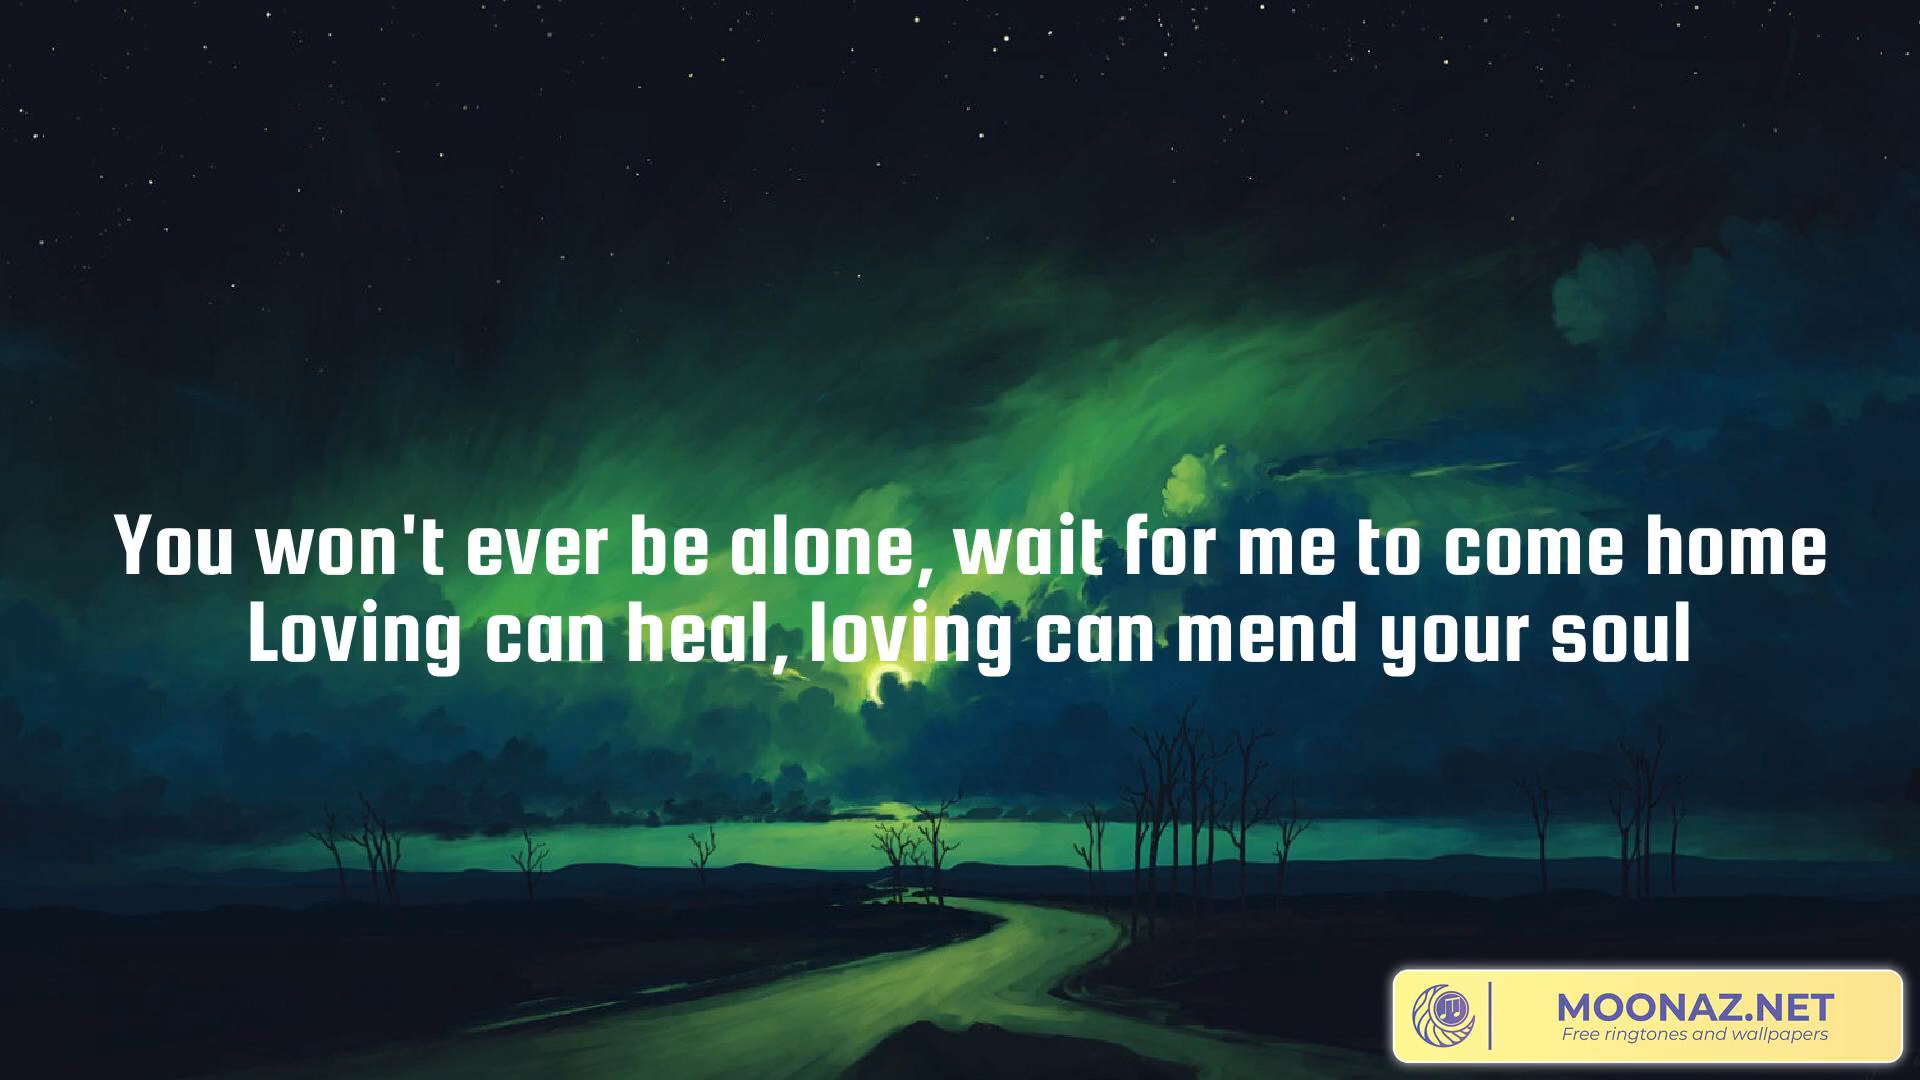 You won't ever be alone, wait for me to come home
Loving can heal, loving can mend your soul
MOONAZ.NET
Free ringtones and wallpapers